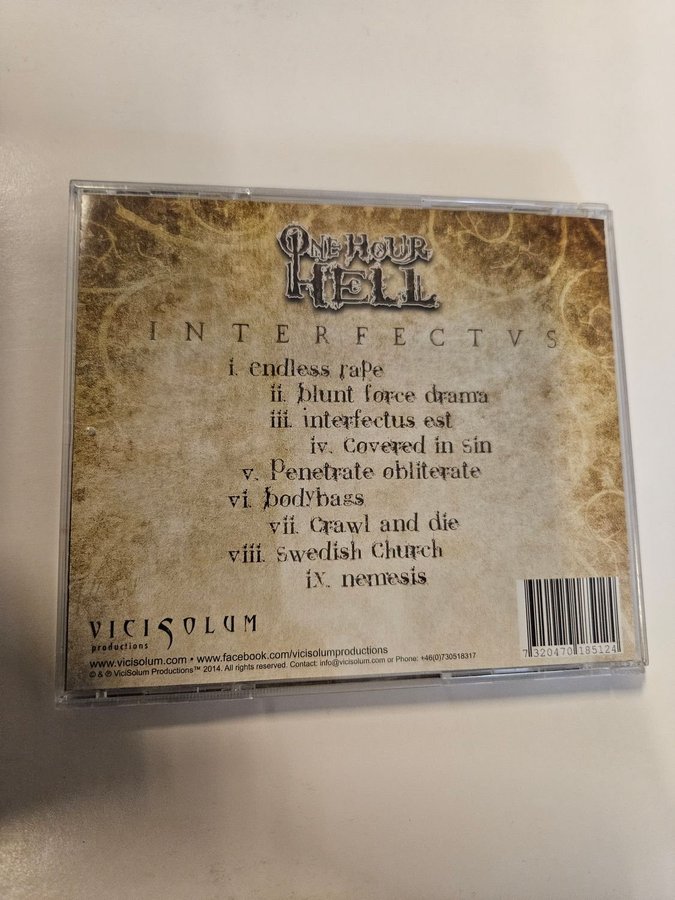 One Hour
Hell
INTERFECTVS
i. endless rape
ii. blunt force drama
iii. interfectus est
iv. Covered in Sin
v. Penetrate obliterate
vi. bodybags
vii. Crawl and die
viii. Swedish Church
ix. nemesis
VICISOLUM
productions
www.vicisolum.com • www.facebook.com/vicisolumproductions
© & ℗ ViciSolum Productions™ 2014. All rights reserved. Contact: info@vicisolum.com or Phone: +46(0)730518317
7 320470 185124